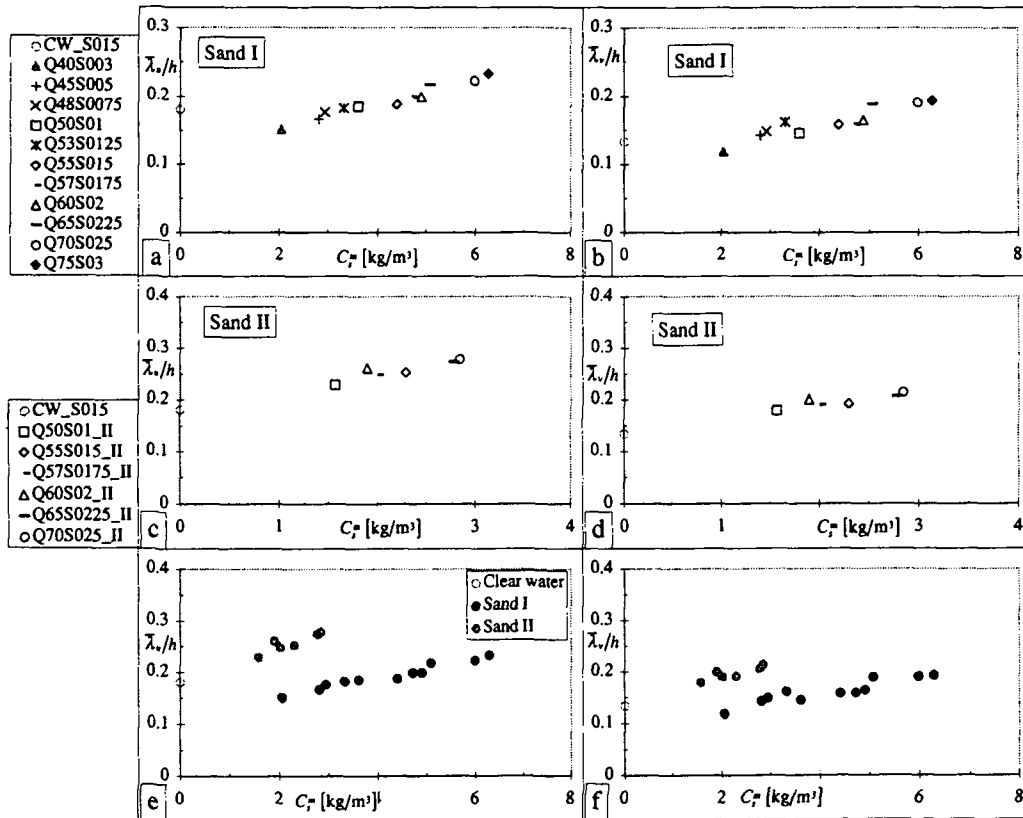 ○ CW_S015
▲ Q40S003
+ Q45S005
× Q48S0075
□ Q50S01
✶ Q53S0125
◇ Q55S015
- Q57S0175
△ Q60S02
– Q65S0225
○ Q70S025
◆ Q75S03
0.3
λ̄ᵤ/h
0.2
0.1
0
Sand I
a
2
4
6
8
C_s^m [kg/m³]
0.3
λ̄ᵥ/h
0.2
0.1
0
Sand I
b
2
4
6
8
C_s^m [kg/m³]
○ CW_S015
□ Q50S01_II
◇ Q55S015_II
- Q57S0175_II
△ Q60S02_II
– Q65S0225_II
○ Q70S025_II
0.4
0.3
λ̄ᵤ/h
0.2
0.1
0
Sand II
c
1
2
3
4
C_s^m [kg/m³]
0.4
0.3
λ̄ᵥ/h
0.2
0.1
0
Sand II
d
1
2
3
4
C_s^m [kg/m³]
0.4
0.3
λ̄ᵤ/h
0.2
0.1
0
○ Clear water
● Sand I
● Sand II
e
0
2
4
6
8
C_s^m [kg/m³]
0.4
0.3
λ̄ᵥ/h
0.2
0.1
0
f
0
2
4
6
8
C_s^m [kg/m³]